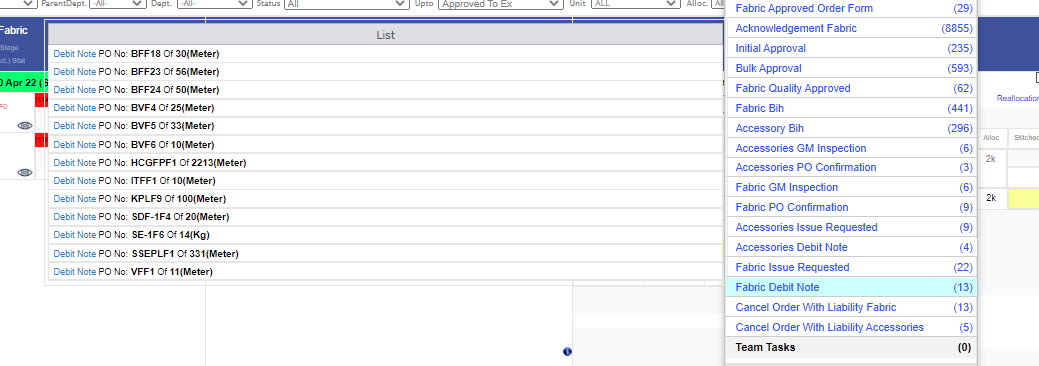 ParentDept. -All- Dept. -All- Status All Upto Approved To Ex Unit ALL Alloc. Al
Fabric
Stage
d.) Stat
0 Apr 22 (
F0
List
Debit Note PO No: BFF18 Of 30(Meter)
Debit Note PO No: BFF23 Of 56(Meter)
Debit Note PO No: BFF24 Of 50(Meter)
Debit Note PO No: BVF4 Of 25(Meter)
Debit Note PO No: BVF5 Of 33(Meter)
Debit Note PO No: BVF6 Of 10(Meter)
Debit Note PO No: HCGFPF1 Of 2213(Meter)
Debit Note PO No: ITFF1 Of 10(Meter)
Debit Note PO No: KPLF9 Of 100(Meter)
Debit Note PO No: SDF-1F4 Of 20(Meter)
Debit Note PO No: SE-1F6 Of 14(Kg)
Debit Note PO No: SSEPLF1 Of 331(Meter)
Debit Note PO No: VFF1 Of 11(Meter)
Fabric Approved Order Form (29)
Acknowledgement Fabric (8855)
Initial Approval (235)
Bulk Approval (593)
Fabric Quality Approved (62)
Fabric Bih (441)
Accessory Bih (296)
Accessories GM Inspection (6)
Accessories PO Confirmation (3)
Fabric GM Inspection (6)
Fabric PO Confirmation (9)
Accessories Issue Requested (9)
Accessories Debit Note (4)
Fabric Issue Requested (22)
Fabric Debit Note (13)
Cancel Order With Liability Fabric (13)
Cancel Order With Liability Accessories (5)
Team Tasks (0)
Reallocation
Alloc Stitched
2k
2k